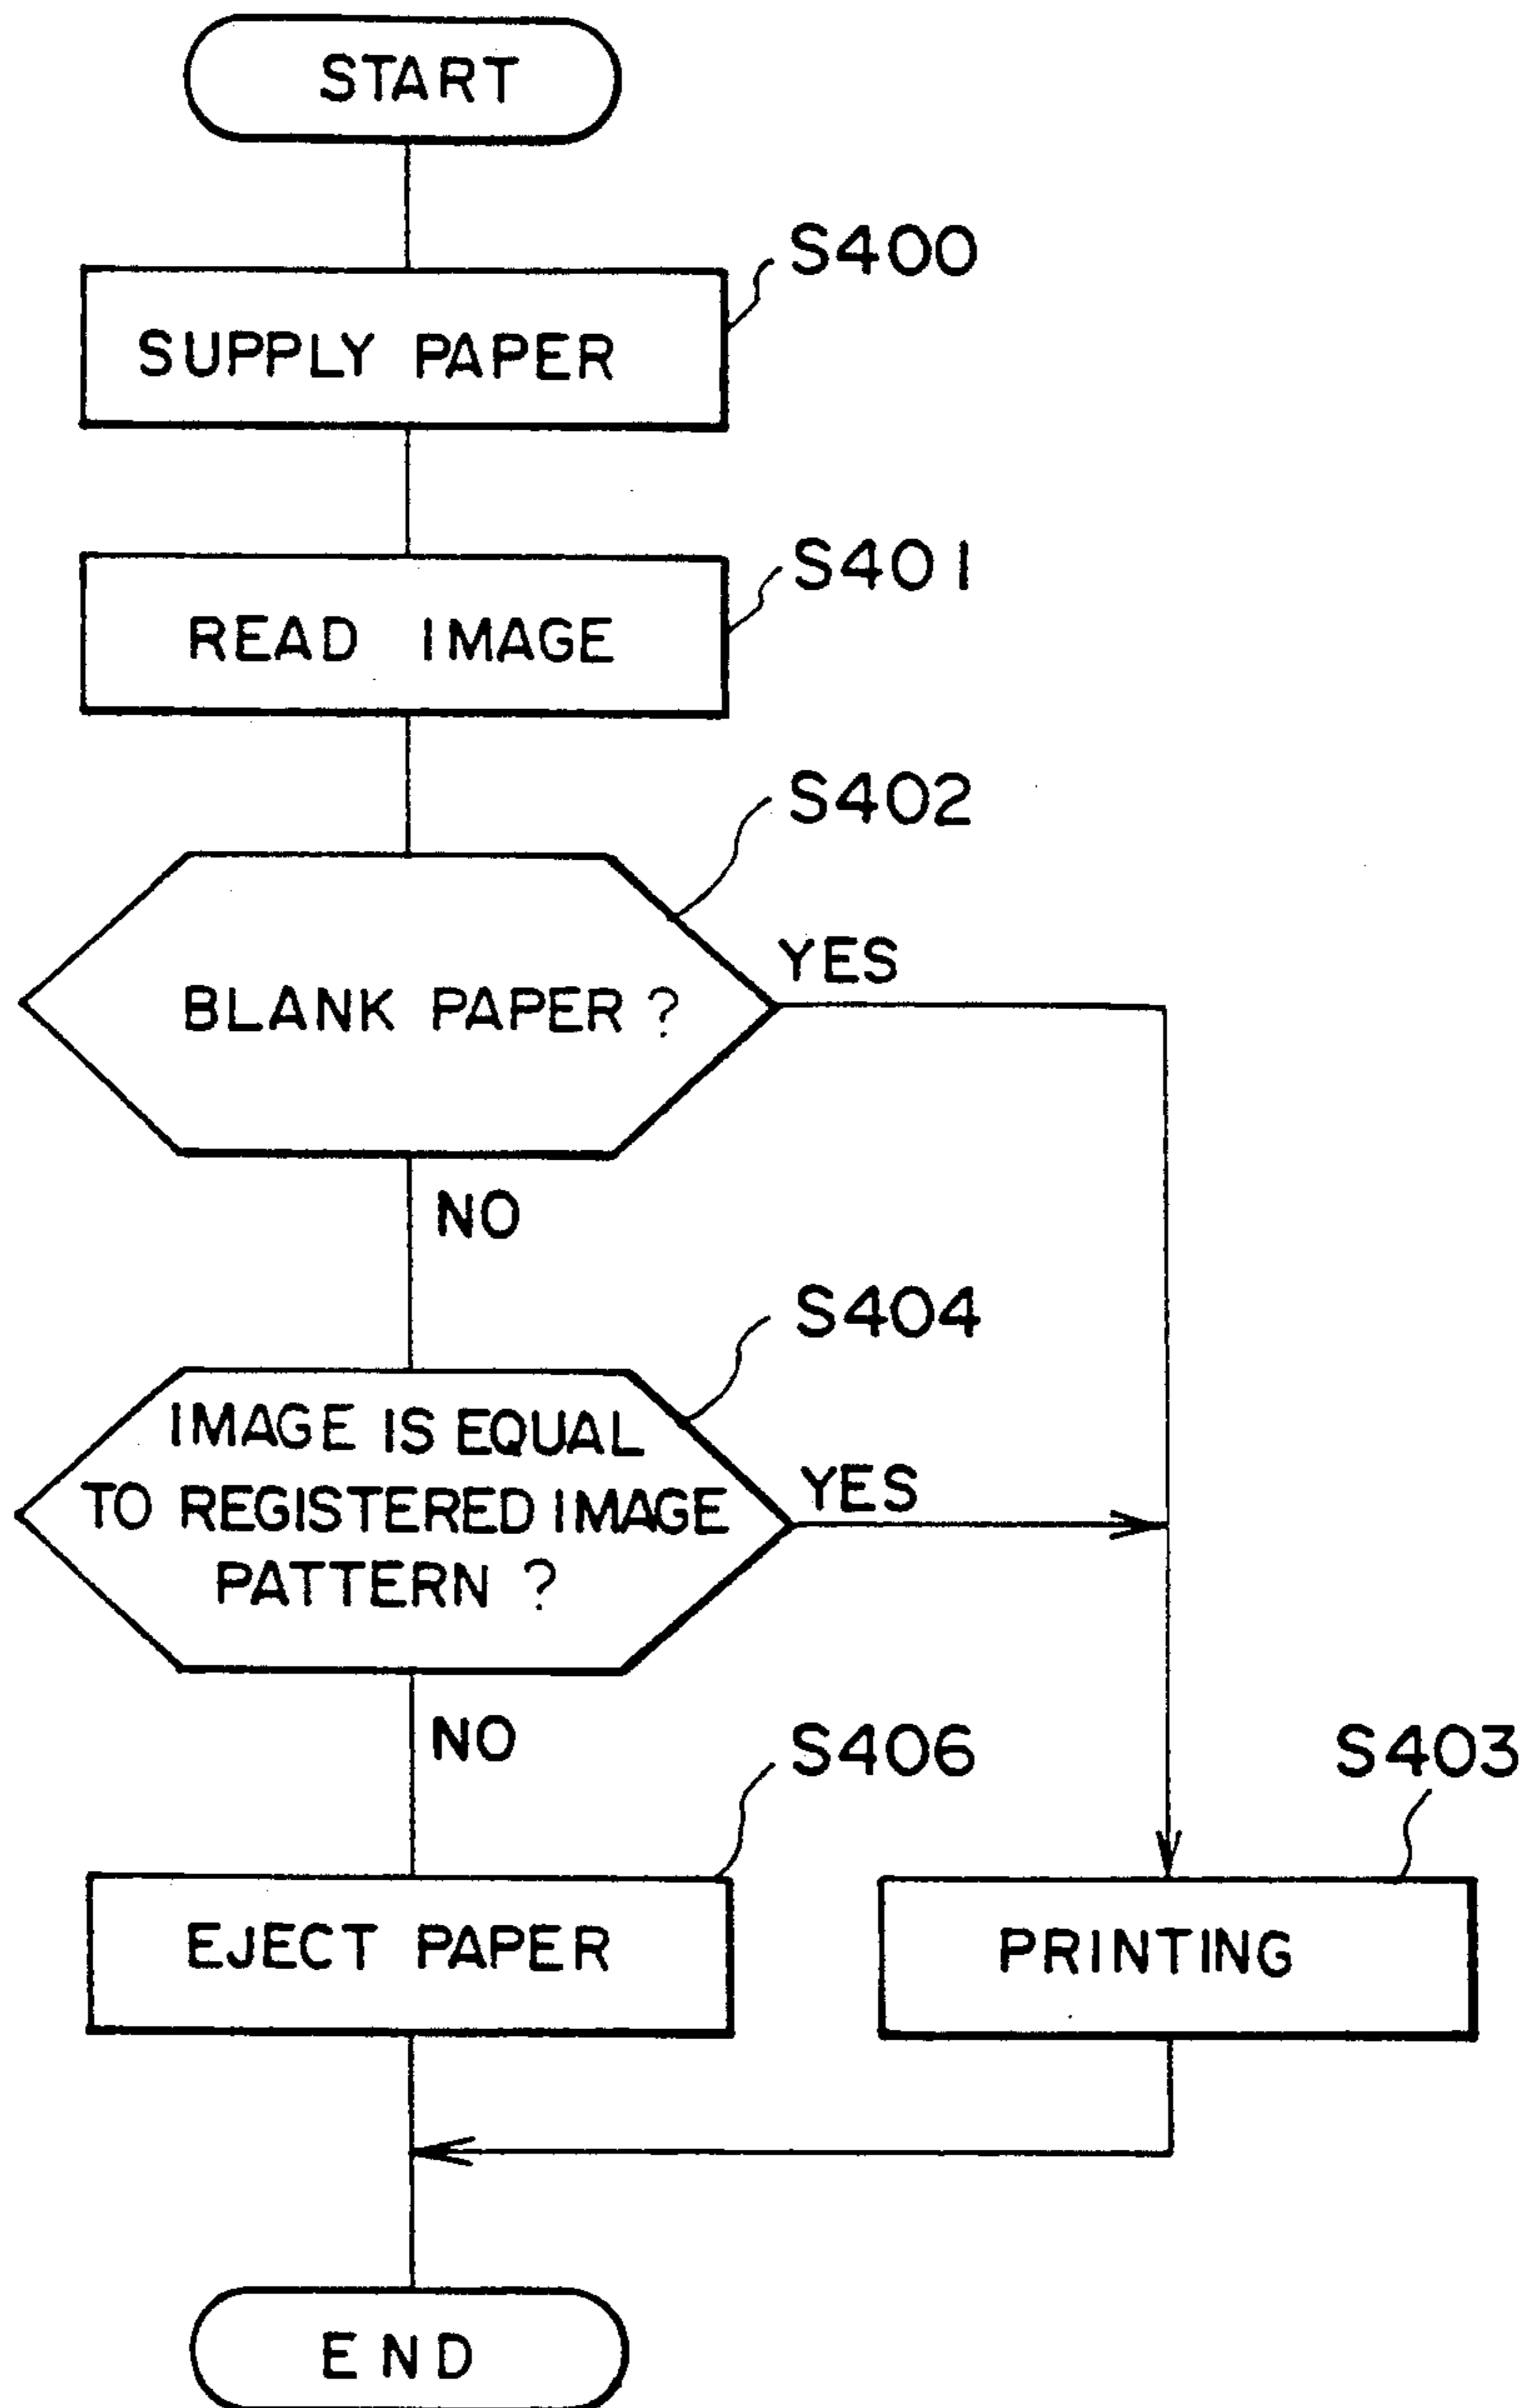 START
S400
SUPPLY PAPER
S401
READ IMAGE
S402
YES
BLANK PAPER ?
NO
S404
IMAGE IS EQUAL
TO REGISTERED IMAGE
PATTERN ?
YES
NO
S406
S403
EJECT PAPER
PRINTING
END